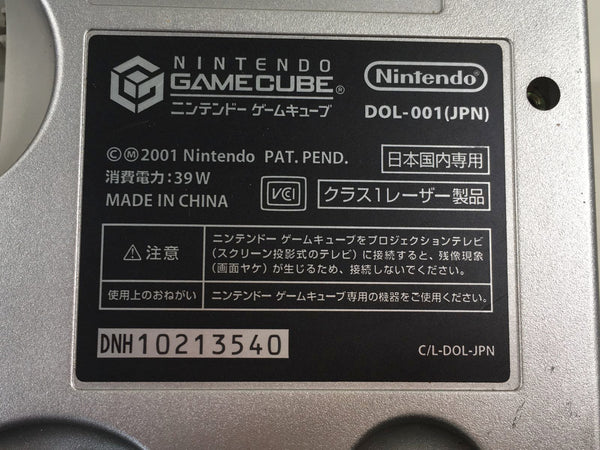 NINTENDO
GAMECUBE®
ニンテンドー ゲームキューブ
Nintendo®
DOL-001(JPN)
©Ⓜ2001 Nintendo PAT. PEND.
日本国内専用
消費電力:39W
MADE IN CHINA
VCI
クラス1レーザー製品
⚠注意
ニンテンドー ゲームキューブをプロジェクションテレビ
(スクリーン投影式のテレビ)に接続すると、残像現象
(画面ヤケ)が生じるため、接続しないでください。
使用上のおねがい
ニンテンドー ゲームキューブ専用の機器をご使用ください。
DNH10213540
C/L-DOL-JPN